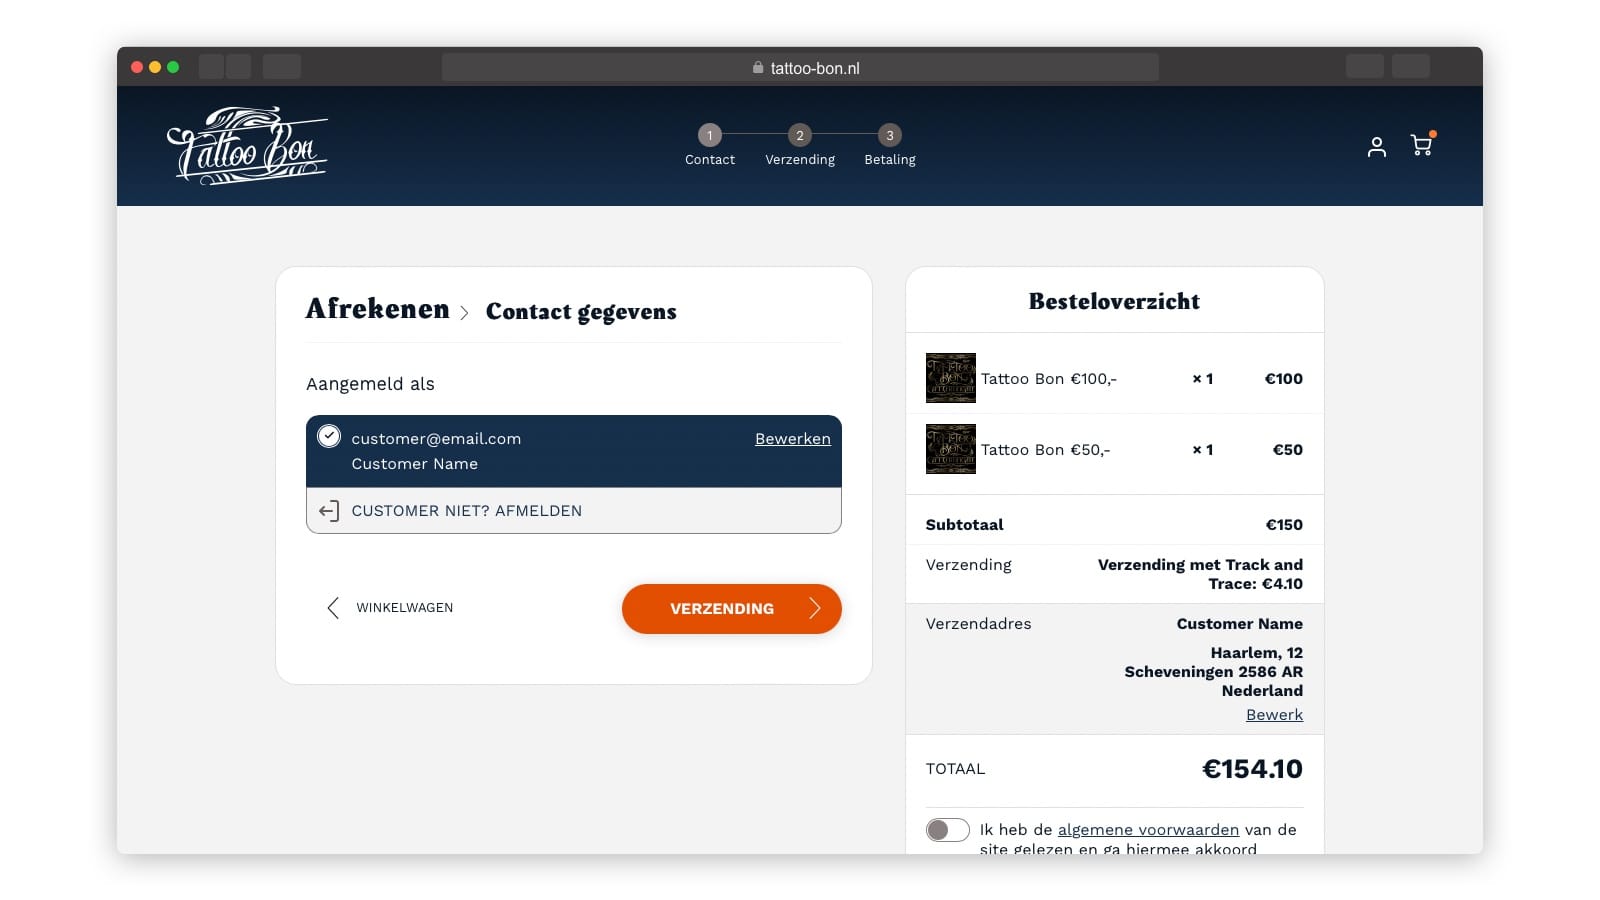 tattoo-bon.nl
Tattoo Bon
1
2
3
Contact
Verzending
Betaling
Afrekenen
Contact gegevens
Aangemeld als
customer@email.com
Bewerken
Customer Name
CUSTOMER NIET? AFMELDEN
WINKELWAGEN
VERZENDING
Besteloverzicht
Tattoo Bon €100,- × 1 €100
Tattoo Bon €50,- × 1 €50
Subtotaal €150
Verzending Verzending met Track and
Trace: €4.10
Verzendadres Customer Name
Haarlem, 12
Scheveningen 2586 AR
Nederland
Bewerk
TOTAAL €154.10
Ik heb de algemene voorwaarden van de
site gelezen en ga hiermee akkoord